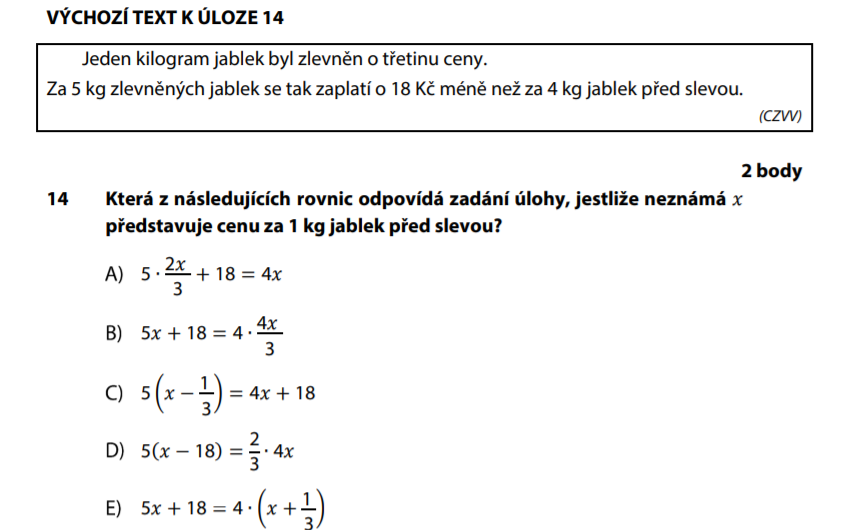 VÝCHOZÍ TEXT K ÚLOZE 14
Jeden kilogram jablek byl zlevněn o třetinu ceny.
Za 5 kg zlevněných jablek se tak zaplatí o 18 Kč méně než za 4 kg jablek před slevou.
(CZVV)
2 body
14 Která z následujících rovnic odpovídá zadání úlohy, jestliže neznámá x
představuje cenu za 1 kg jablek před slevou?
A) 5 · 2x/3 + 18 = 4x
B) 5x + 18 = 4 · 4x/3
C) 5(x − 1/3) = 4x + 18
D) 5(x − 18) = 2/3 · 4x
E) 5x + 18 = 4 · (x + 1/3)